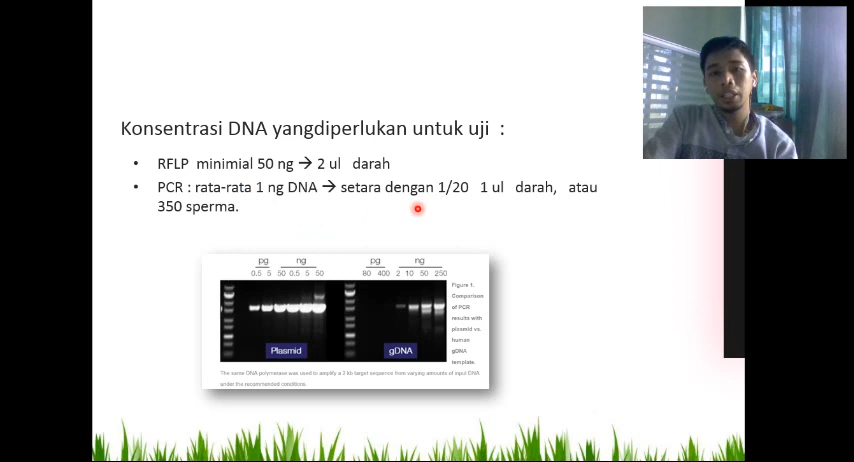 Konsentrasi DNA yangdiperlukan untuk uji :
• RFLP minimial 50 ng → 2 ul darah
• PCR : rata-rata 1 ng DNA → setara dengan 1/20 1 ul darah, atau
350 sperma.
pg ng pg ng
0.5 5 50 0.5 5 50 80 400 2 10 50 250
Figure 1.
Comparison
of PCR
results with
plasmid vs.
human
gDNA
template.
Plasmid gDNA
The same DNA polymerase was used to amplify a 2 kb target sequence from varying amounts of input DNA
under the recommended conditions.